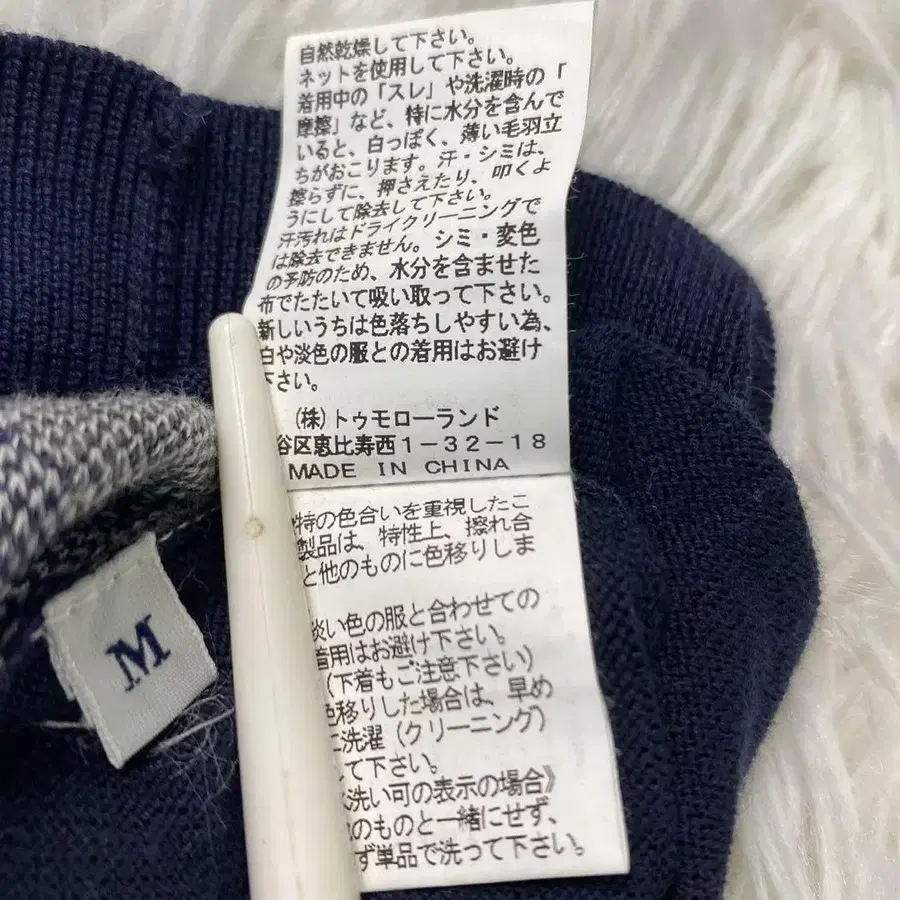 自然乾燥して下さい。
ネットを使用して下さい。
着用中の「スレ」や洗濯時の「
摩擦」など、特に水分を含んで
いると、白っぽく、薄い毛羽立
ちがおこります。汗・シミは、
擦らずに、押さえたり、叩くよ
うにして除去して下さい。
汗汚れはドライクリーニングで
は除去できません。シミ・変色
の予防のため、水分を含ませた
布でたたいて吸い取って下さい。
新しいうちは色落ちしやすい為、
白や淡色の服との着用はお避け
下さい。
(株)トゥモローランド
谷区恵比寿西1-32-18
MADE IN CHINA
特の色合いを重視したこ
製品は、特性上、擦れ合
と他のものに色移りしま
淡い色の服と合わせての
着用はお避け下さい。
(下着もご注意下さい)
色移りした場合は、早め
に洗濯(クリーニング)
して下さい。
水洗い可の表示の場合》
のものと一緒にせず、
ず単品で洗って下さい。
M